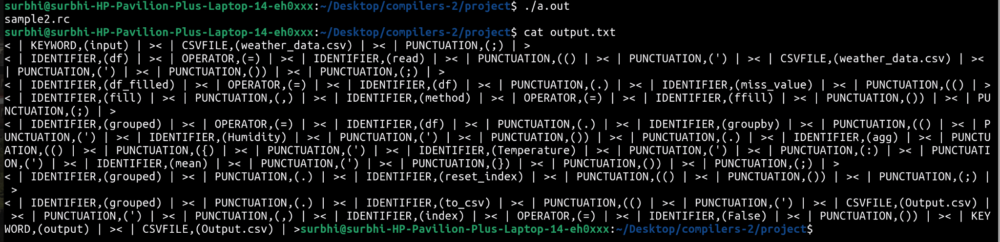 surbhi@surbhi-HP-Pavilion-Plus-Laptop-14-eh0xxx:~/Desktop/compilers-2/project$ ./a.out
sample2.rc
surbhi@surbhi-HP-Pavilion-Plus-Laptop-14-eh0xxx:~/Desktop/compilers-2/project$ cat output.txt
< | KEYWORD,(input) | >< | CSVFILE,(weather_data.csv) | >< | PUNCTUATION,(;) | >
< | IDENTIFIER,(df) | >< | OPERATOR,(=) | >< | IDENTIFIER,(read) | >< | PUNCTUATION,(() | >< | PUNCTUATION,(') | >< | CSVFILE,(weather_data.csv) | ><
| PUNCTUATION,(') | >< | PUNCTUATION,()) | >< | PUNCTUATION,(;) | >
< | IDENTIFIER,(df_filled) | >< | OPERATOR,(=) | >< | IDENTIFIER,(df) | >< | PUNCTUATION,(.) | >< | IDENTIFIER,(miss_value) | >< | PUNCTUATION,(() | >
< | IDENTIFIER,(fill) | >< | PUNCTUATION,(,) | >< | IDENTIFIER,(method) | >< | OPERATOR,(=) | >< | IDENTIFIER,(ffill) | >< | PUNCTUATION,()) | >< | PU
NCTUATION,(;) | >
< | IDENTIFIER,(grouped) | >< | OPERATOR,(=) | >< | IDENTIFIER,(df) | >< | PUNCTUATION,(.) | >< | IDENTIFIER,(groupby) | >< | PUNCTUATION,(() | >< | P
UNCTUATION,(') | >< | IDENTIFIER,(Humidity) | >< | PUNCTUATION,(') | >< | PUNCTUATION,()) | >< | PUNCTUATION,(.) | >< | IDENTIFIER,(agg) | >< | PUNCTU
ATION,(() | >< | PUNCTUATION,({) | >< | PUNCTUATION,(') | >< | IDENTIFIER,(Temperature) | >< | PUNCTUATION,(') | >< | PUNCTUATION,(:) | >< | PUNCTUATI
ON,(') | >< | IDENTIFIER,(mean) | >< | PUNCTUATION,(') | >< | PUNCTUATION,(}) | >< | PUNCTUATION,()) | >< | PUNCTUATION,(;) | >
< | IDENTIFIER,(grouped) | >< | PUNCTUATION,(.) | >< | IDENTIFIER,(reset_index) | >< | PUNCTUATION,(() | >< | PUNCTUATION,()) | >< | PUNCTUATION,(;) |
>
< | IDENTIFIER,(grouped) | >< | PUNCTUATION,(.) | >< | IDENTIFIER,(to_csv) | >< | PUNCTUATION,(() | >< | PUNCTUATION,(') | >< | CSVFILE,(Output.csv) |
>< | PUNCTUATION,(') | >< | PUNCTUATION,(,) | >< | IDENTIFIER,(index) | >< | OPERATOR,(=) | >< | IDENTIFIER,(False) | >< | PUNCTUATION,()) | >< | KEY
WORD,(output) | >< | CSVFILE,(Output.csv) | >surbhi@surbhi-HP-Pavilion-Plus-Laptop-14-eh0xxx:~/Desktop/compilers-2/project$